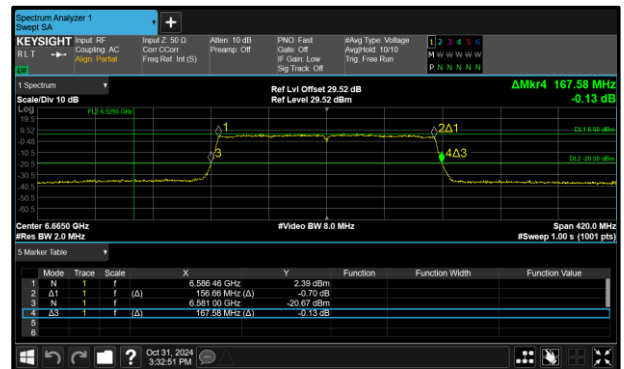 Spectrum Analyzer 1
Swept SA
+
KEYSIGHT Input: RF Input Z: 50 Ω Atten: 10 dB PNO: Fast #Avg Type: Voltage 1 2 3 4 5 6
RLT Coupling: AC Corr CCorr Preamp: Off Gate: Off Avg|Hold: 10/10 M W W W W W
Align: Partial Freq Ref: Int (S) IF Gain: Low Trig: Free Run P N N N N N
Sig Track: Off
LW
1 Spectrum Ref Lvl Offset 29.52 dB ΔMkr4 167.58 MHz
Scale/Div 10 dB Ref Level 29.52 dBm -0.13 dB
Log
19.5 FL2 6.5250 GHz
9.52 1 2Δ1 DL1 6.00 dBm
-0.48
-10.5 3 4Δ3
-20.5 DL2 -26.00 dBm
-30.5
-40.5
-50.5
-60.5
Center 6.6650 GHz #Video BW 8.0 MHz Span 420.0 MHz
#Res BW 2.0 MHz #Sweep 1.00 s (1001 pts)
5 Marker Table
Mode Trace Scale X Y Function Function Width Function Value
1 N 1 f 6.586 46 GHz 2.39 dBm
2 Δ1 1 f (Δ) 156.66 MHz (Δ) -0.70 dB
3 N 1 f 6.581 00 GHz -20.67 dBm
4 Δ3 1 f (Δ) 167.58 MHz (Δ) -0.13 dB
5
6
? Oct 31, 2024
3:32:51 PM